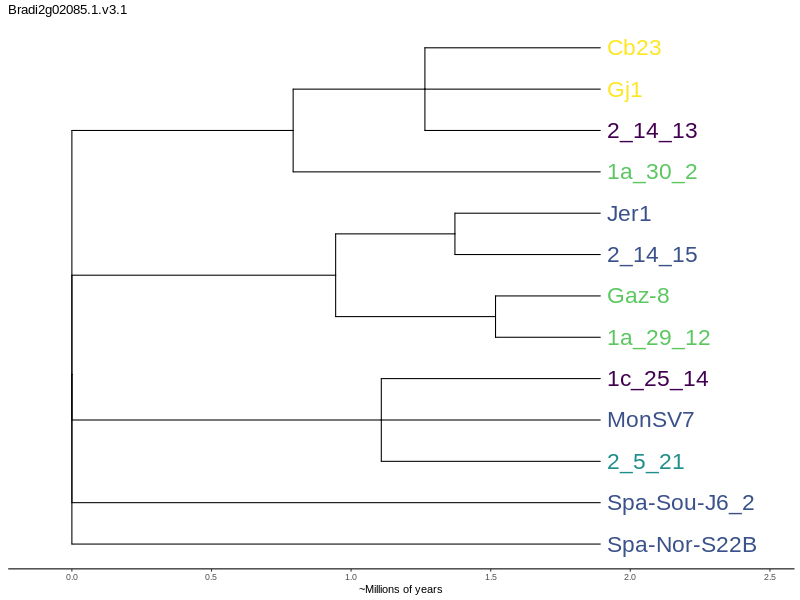 Bradi2g02085.1.v3.1
Cb23
Gj1
2_14_13
1a_30_2
Jer1
2_14_15
Gaz-8
1a_29_12
1c_25_14
MonSV7
2_5_21
Spa-Sou-J6_2
Spa-Nor-S22B
0.0 0.5 1.0 1.5 2.0 2.5
~Millions of years